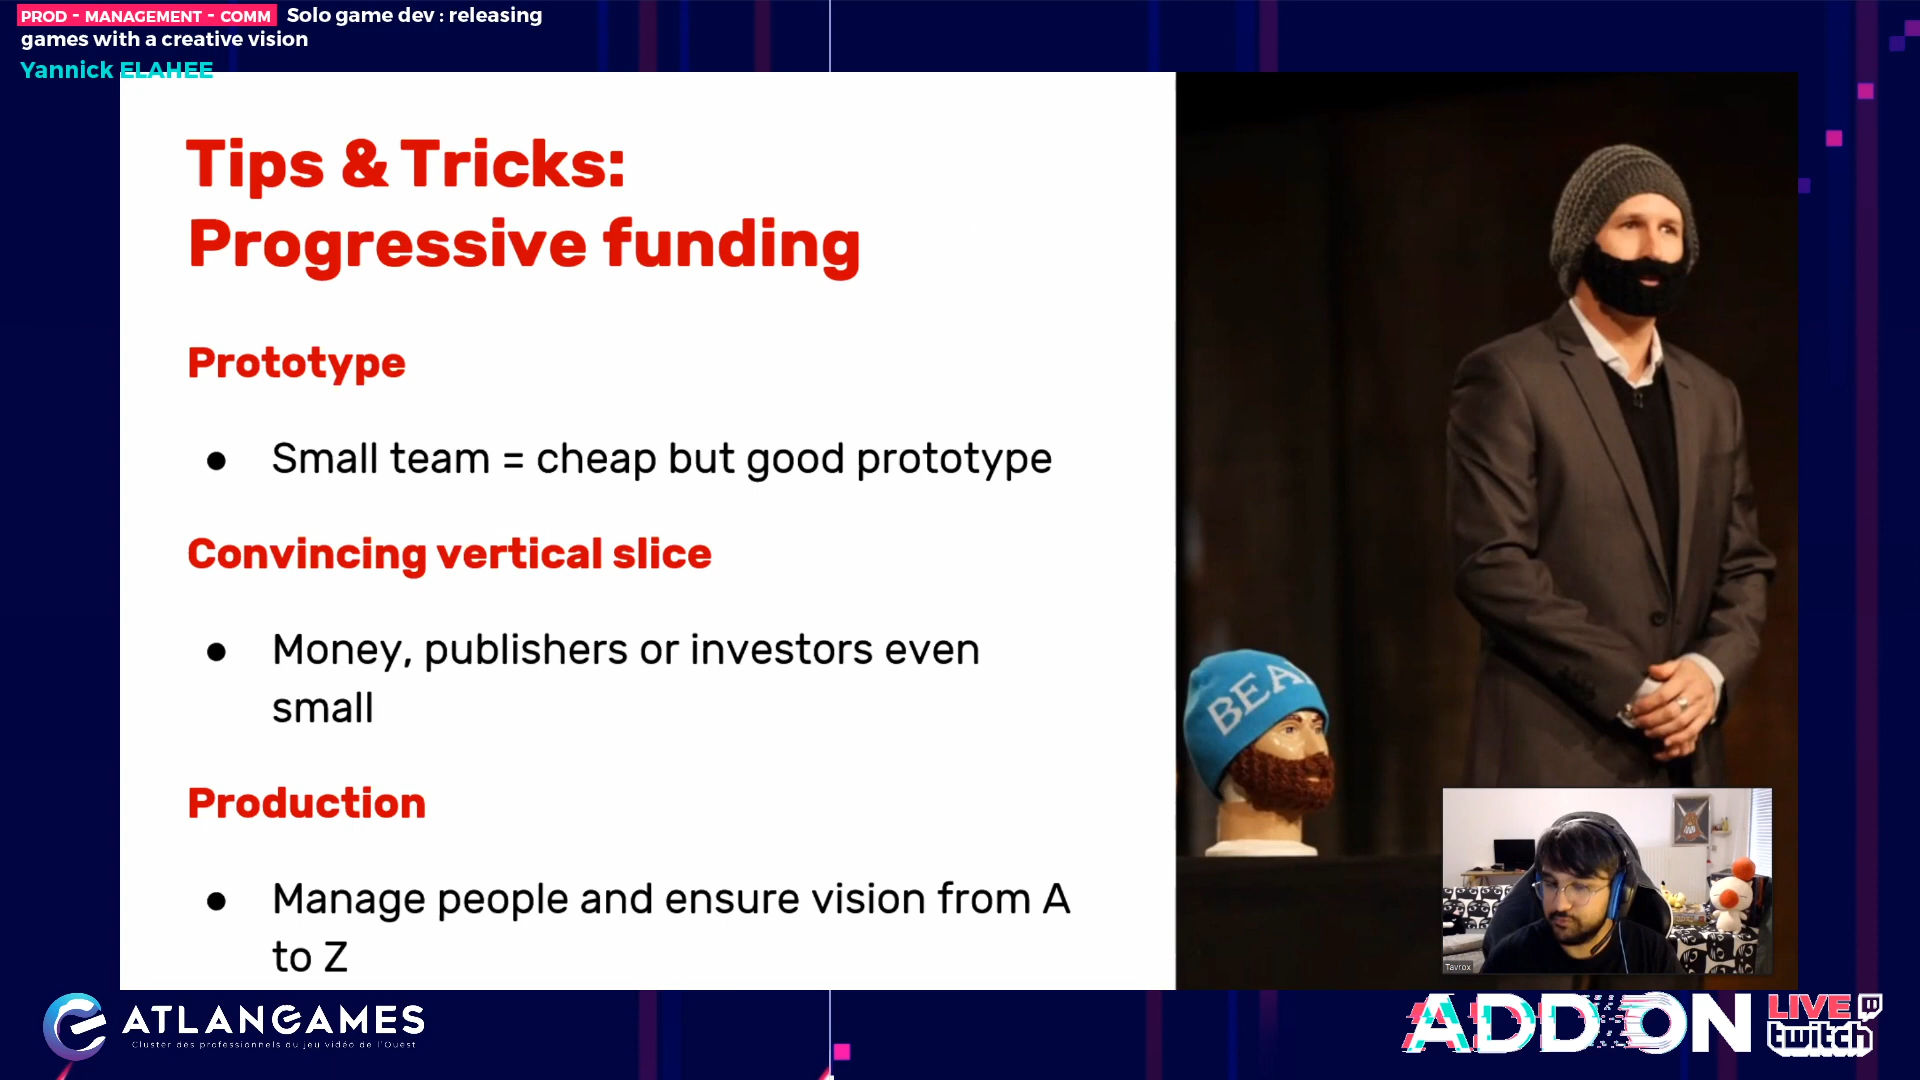 PROD - MANAGEMENT - COMM Solo game dev : releasing
games with a creative vision
Yannick ELAHEE
Tips & Tricks:
Progressive funding
Prototype
● Small team = cheap but good prototype
Convincing vertical slice
● Money, publishers or investors even
small
Production
● Manage people and ensure vision from A
to Z
BEA
Tavrox
ATLANGAMES
Cluster des professionnels du jeu vidéo de l'Ouest
ADD ON
LIVE
twitch